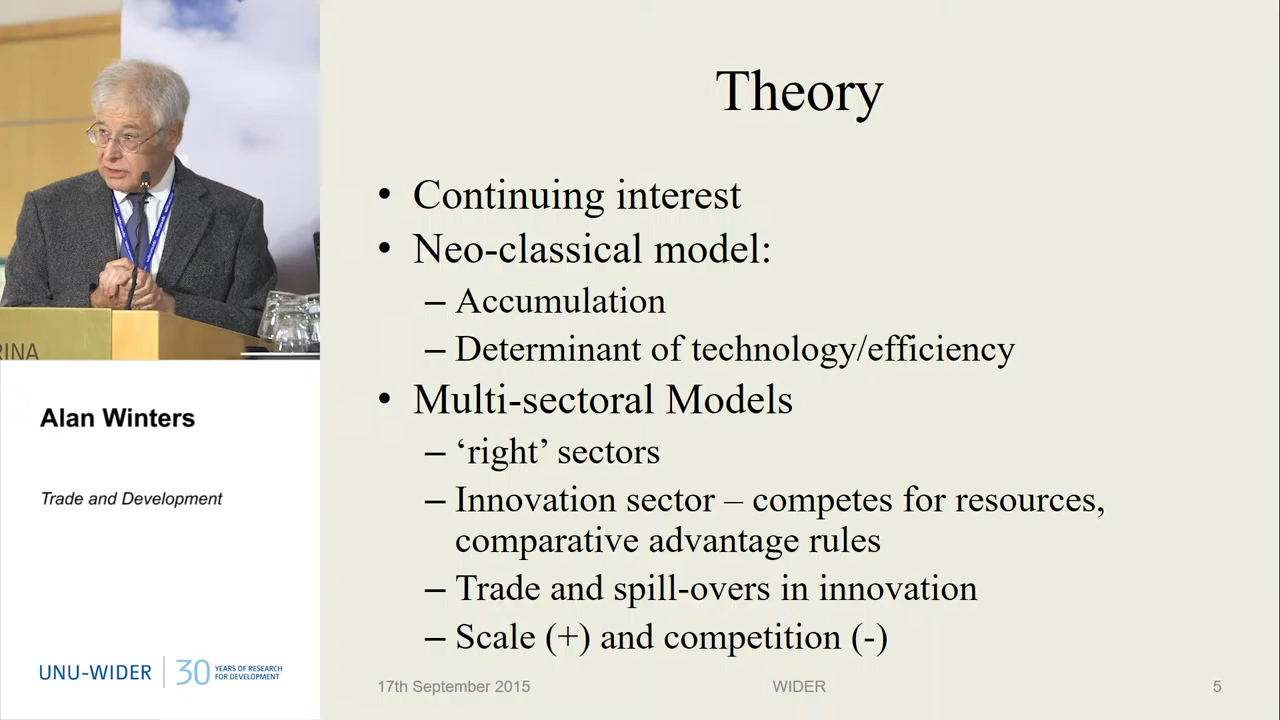 Theory
• Continuing interest
• Neo-classical model:
– Accumulation
– Determinant of technology/efficiency
• Multi-sectoral Models
– ‘right’ sectors
– Innovation sector – competes for resources,
comparative advantage rules
– Trade and spill-overs in innovation
– Scale (+) and competition (-)
17th September 2015 WIDER 5
RINA
Alan Winters
Trade and Development
UNU-WIDER 30 YEARS OF RESEARCH
FOR DEVELOPMENT